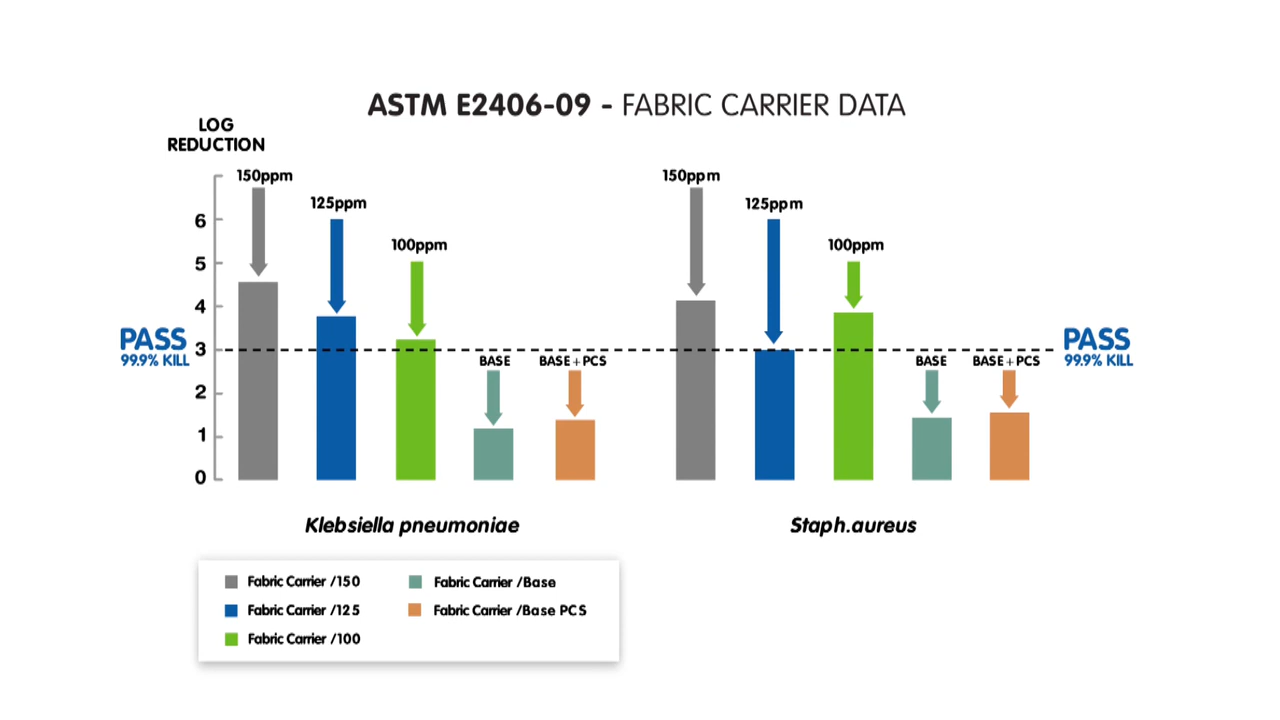 ASTM E2406-09 - FABRIC CARRIER DATA
LOG
REDUCTION
150ppm
125ppm
100ppm
150ppm
125ppm
100ppm
6
5
4
3
2
1
0
PASS
99.9% KILL
BASE
BASE+PCS
BASE
BASE+PCS
PASS
99.9% KILL
Klebsiella pneumoniae
Staph.aureus
Fabric Carrier /150
Fabric Carrier /125
Fabric Carrier /100
Fabric Carrier /Base
Fabric Carrier /Base PCS